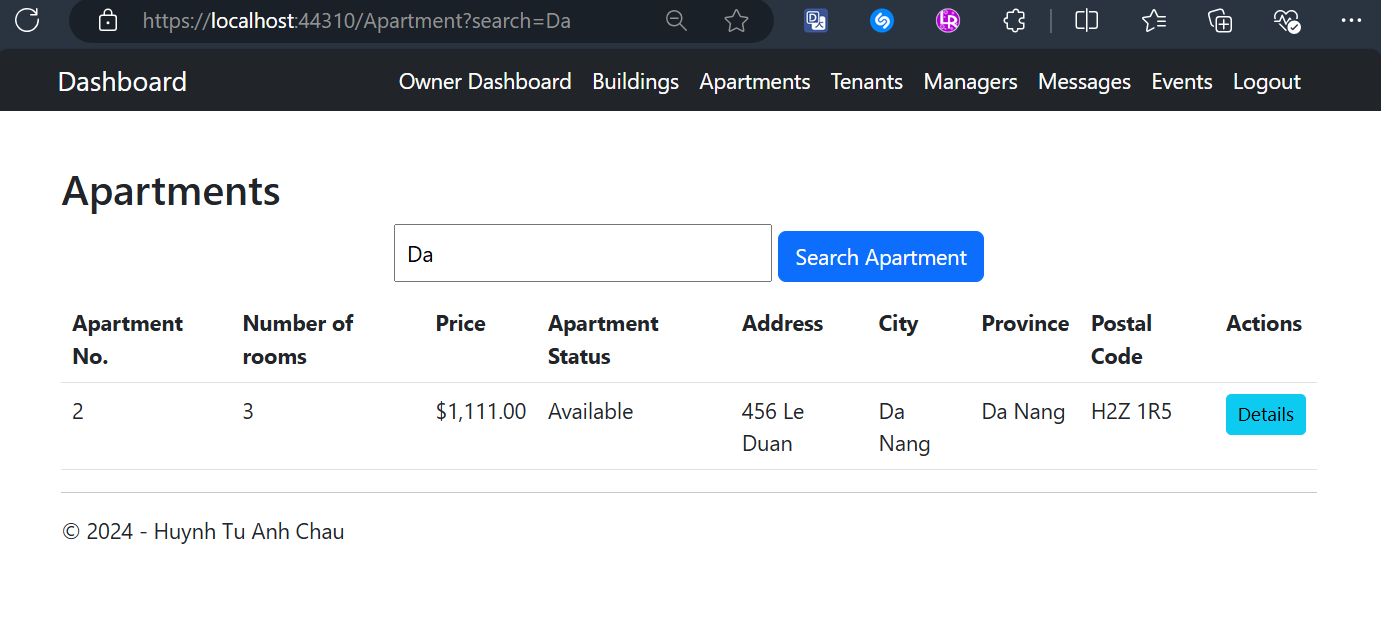 https://localhost:44310/Apartment?search=Da
Dashboard Owner Dashboard Buildings Apartments Tenants Managers Messages Events Logout
Apartments
Da Search Apartment
Apartment No. Number of rooms Price Apartment Status Address City Province Postal Code Actions
2 3 $1,111.00 Available 456 Le Duan Da Nang Da Nang H2Z 1R5 Details
© 2024 - Huynh Tu Anh Chau